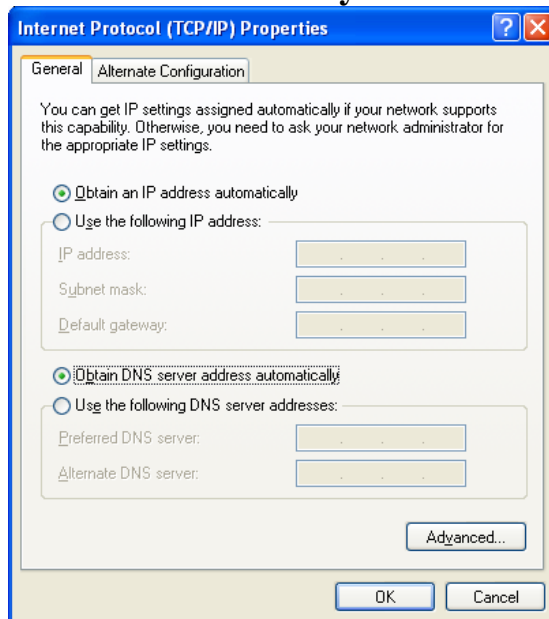 Internet Protocol (TCP/IP) Properties
General
Alternate Configuration
You can get IP settings assigned automatically if your network supports
this capability. Otherwise, you need to ask your network administrator for
the appropriate IP settings.
Obtain an IP address automatically
Use the following IP address:
IP address:
Subnet mask:
Default gateway:
Obtain DNS server address automatically
Use the following DNS server addresses:
Preferred DNS server:
Alternate DNS server:
Advanced...
OK
Cancel